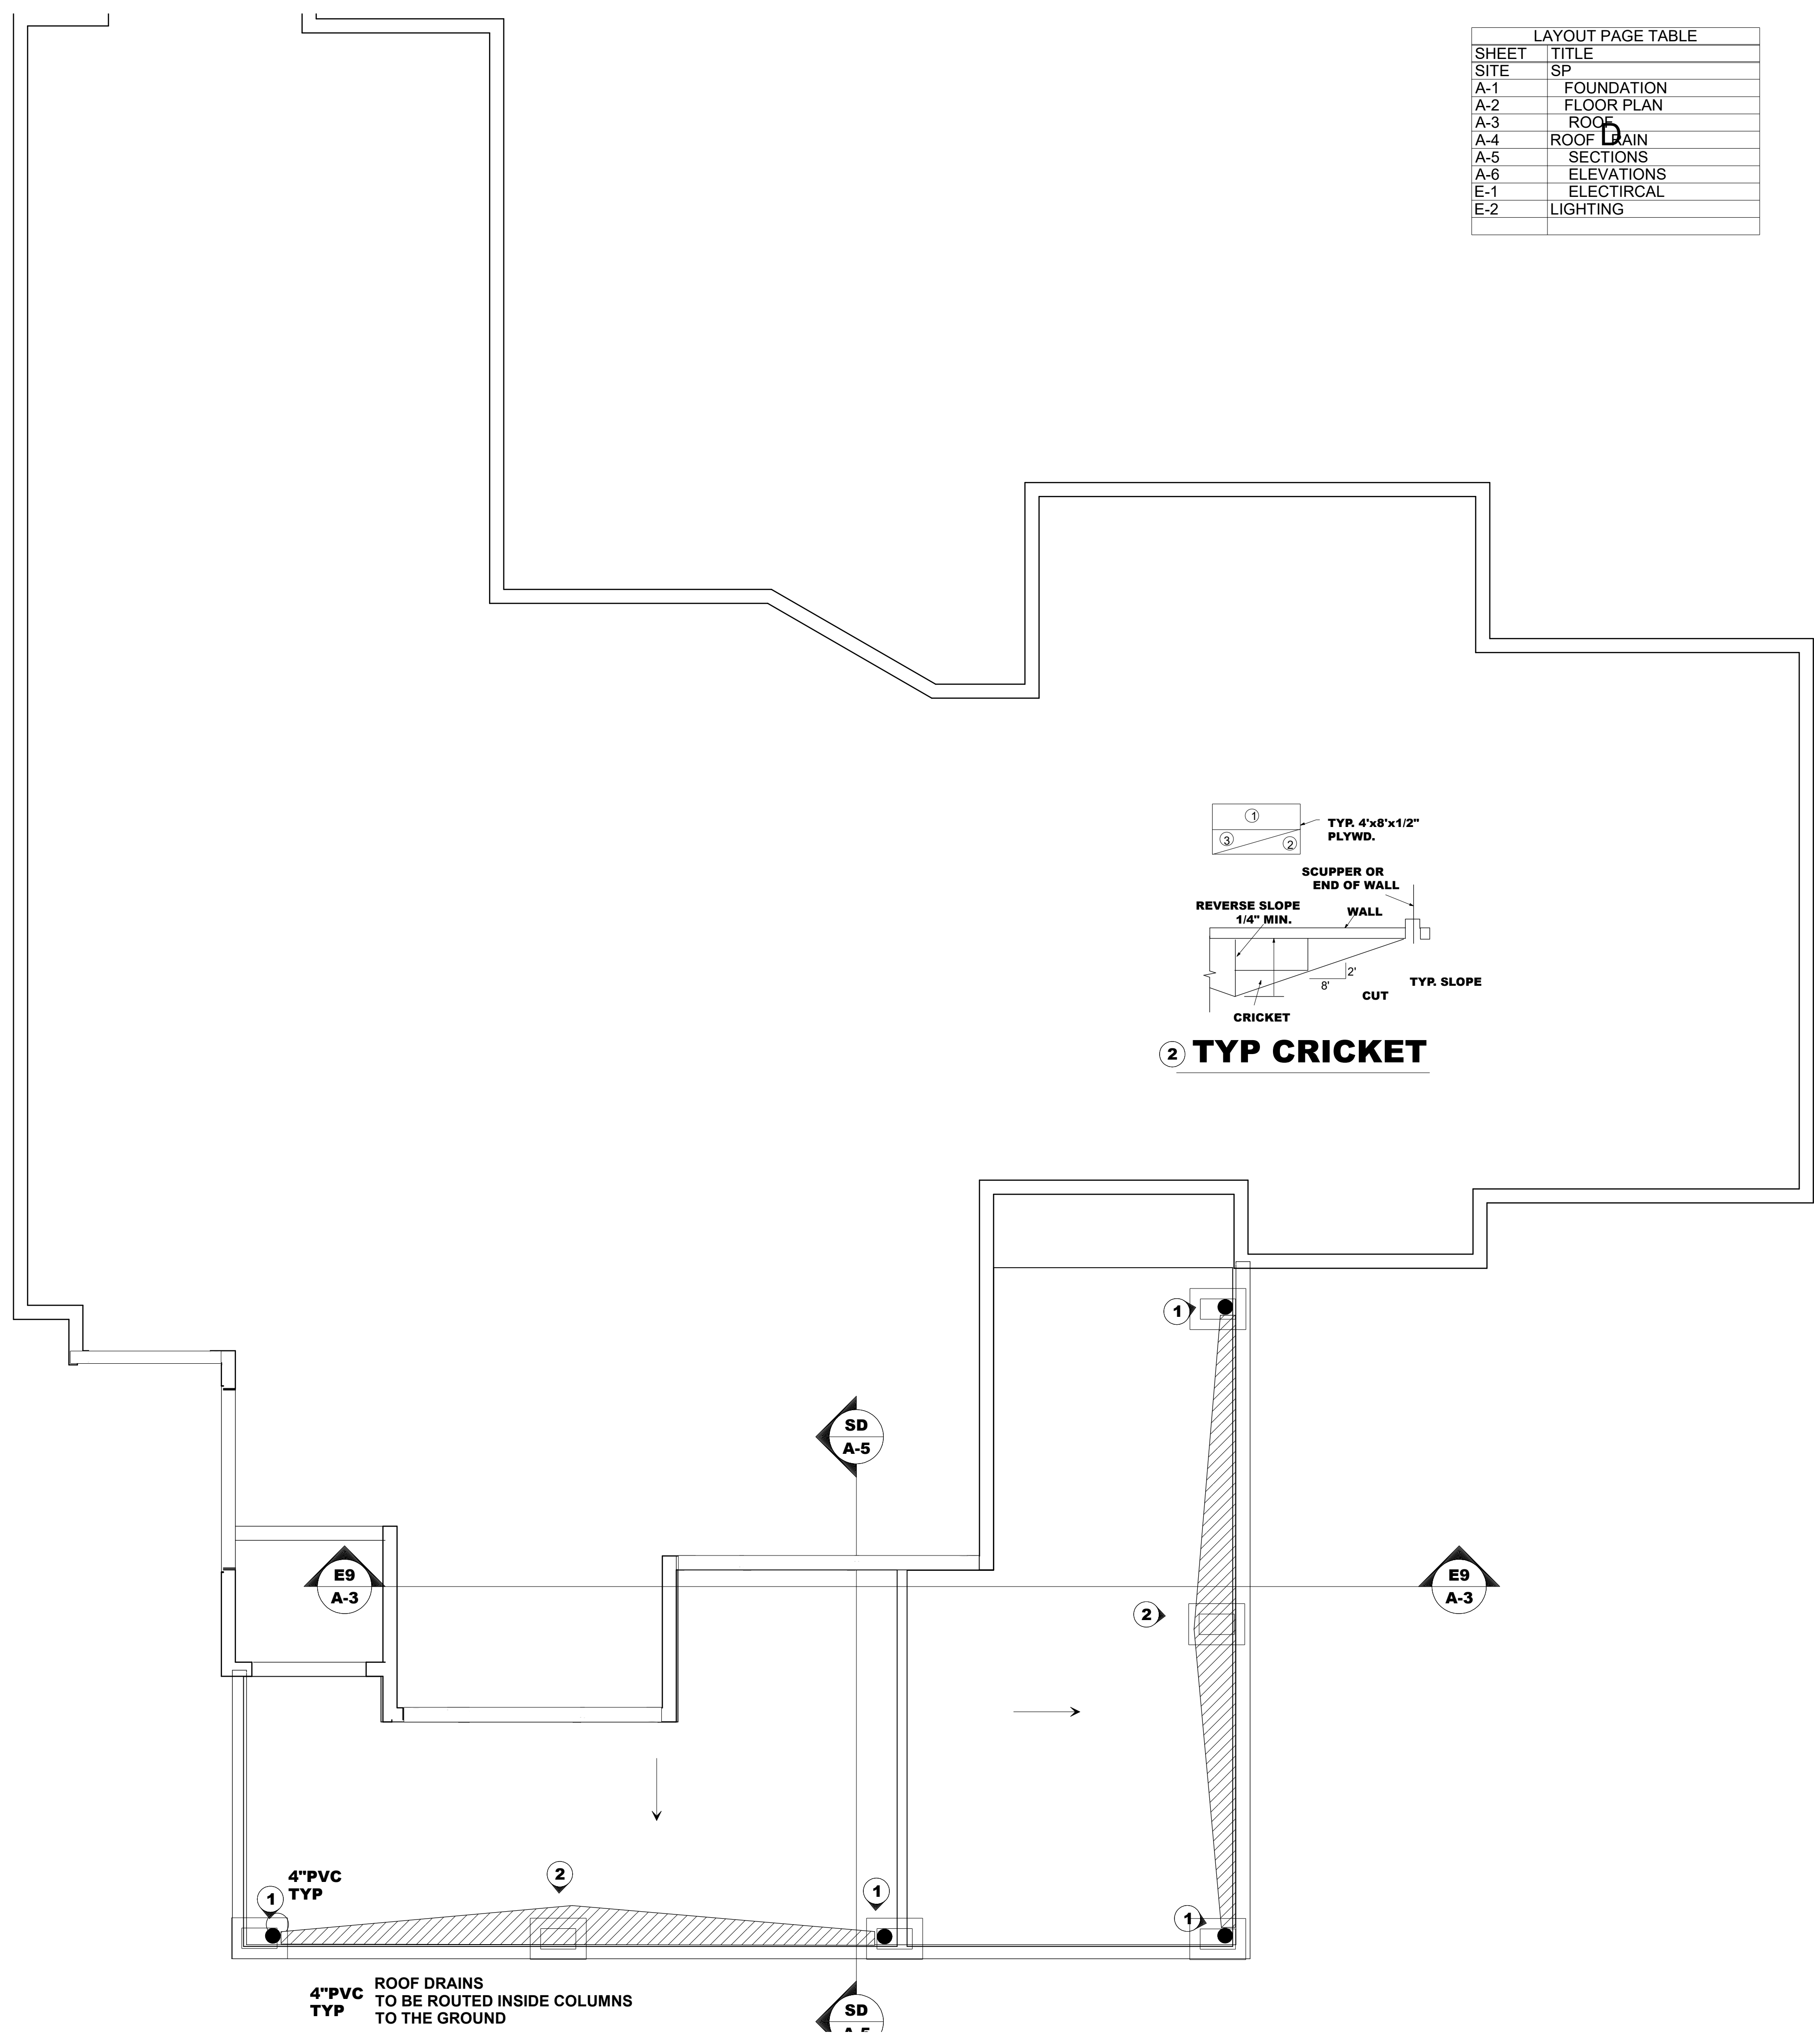 LAYOUT PAGE TABLE
SHEET TITLE
SITE SP
A-1 FOUNDATION
A-2 FLOOR PLAN
A-3 ROOF
A-4 ROOF DRAIN
A-5 SECTIONS
A-6 ELEVATIONS
E-1 ELECTIRCAL
E-2 LIGHTING
1
3
2
TYP. 4'x8'x1/2"
PLYWD.
SCUPPER OR
END OF WALL
REVERSE SLOPE
1/4" MIN.
WALL
2'
8'
TYP. SLOPE
CUT
CRICKET
2 TYP CRICKET
1
SD
A-5
E9
A-3
E9
A-3
2
4"PVC
TYP
1
2
1
1
4"PVC
TYP
ROOF DRAINS
TO BE ROUTED INSIDE COLUMNS
TO THE GROUND
SD
A-5